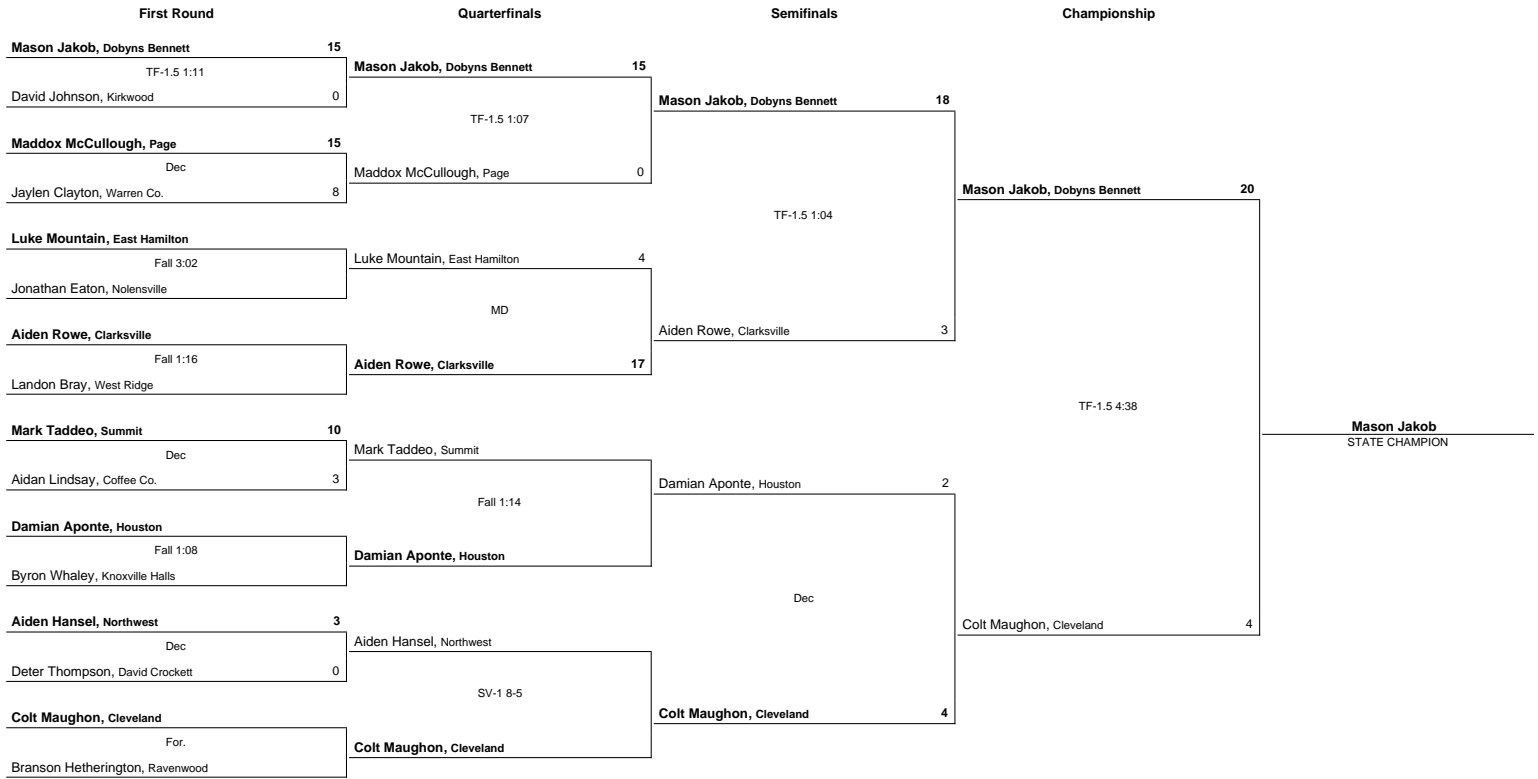 First Round Quarterfinals Semifinals Championship
Mason Jakob, Dobyns Bennett 15
TF-1.5 1:11
David Johnson, Kirkwood 0
Maddox McCullough, Page 15
Dec
Jaylen Clayton, Warren Co. 8
Luke Mountain, East Hamilton
Fall 3:02
Jonathan Eaton, Nolensville
Aiden Rowe, Clarksville
Fall 1:16
Landon Bray, West Ridge
Mark Taddeo, Summit 10
Dec
Aidan Lindsay, Coffee Co. 3
Damian Aponte, Houston
Fall 1:08
Byron Whaley, Knoxville Halls
Aiden Hansel, Northwest 3
Dec
Deter Thompson, David Crockett 0
Colt Maughon, Cleveland
For.
Branson Hetherington, Ravenwood
Mason Jakob, Dobyns Bennett 15
TF-1.5 1:07
Maddox McCullough, Page 0
Luke Mountain, East Hamilton 4
MD
Aiden Rowe, Clarksville 17
Mark Taddeo, Summit
Fall 1:14
Damian Aponte, Houston
Aiden Hansel, Northwest
SV-1 8-5
Colt Maughon, Cleveland
Mason Jakob, Dobyns Bennett 18
TF-1.5 1:04
Aiden Rowe, Clarksville 3
Damian Aponte, Houston 2
Dec
Colt Maughon, Cleveland 4
Mason Jakob, Dobyns Bennett 20
TF-1.5 4:38
Colt Maughon, Cleveland 4
Mason Jakob
STATE CHAMPION